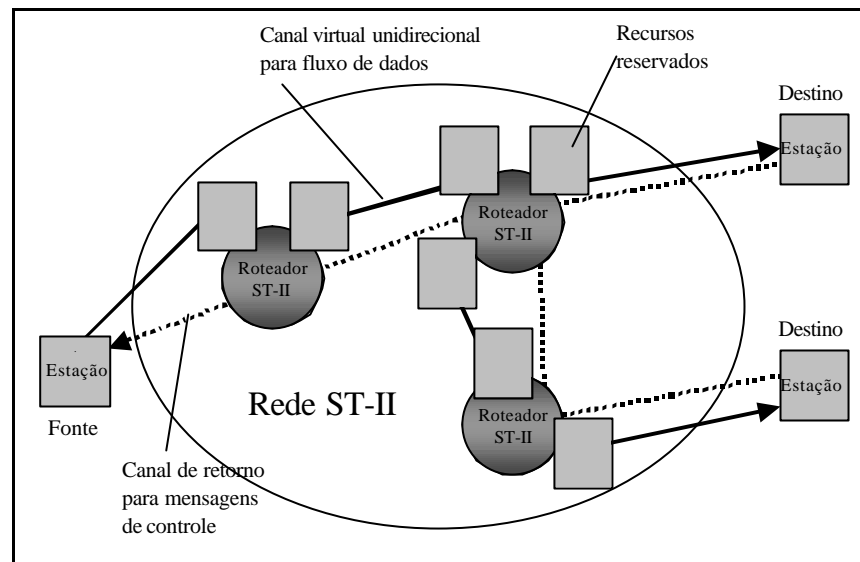 Canal virtual unidirecional
para fluxo de dados
Recursos
reservados
Destino
Estação
Roteador
ST-II
Roteador
ST-II
Estação
Fonte
Rede ST-II
Roteador
ST-II
Destino
Estação
Canal de retorno
para mensagens
de controle